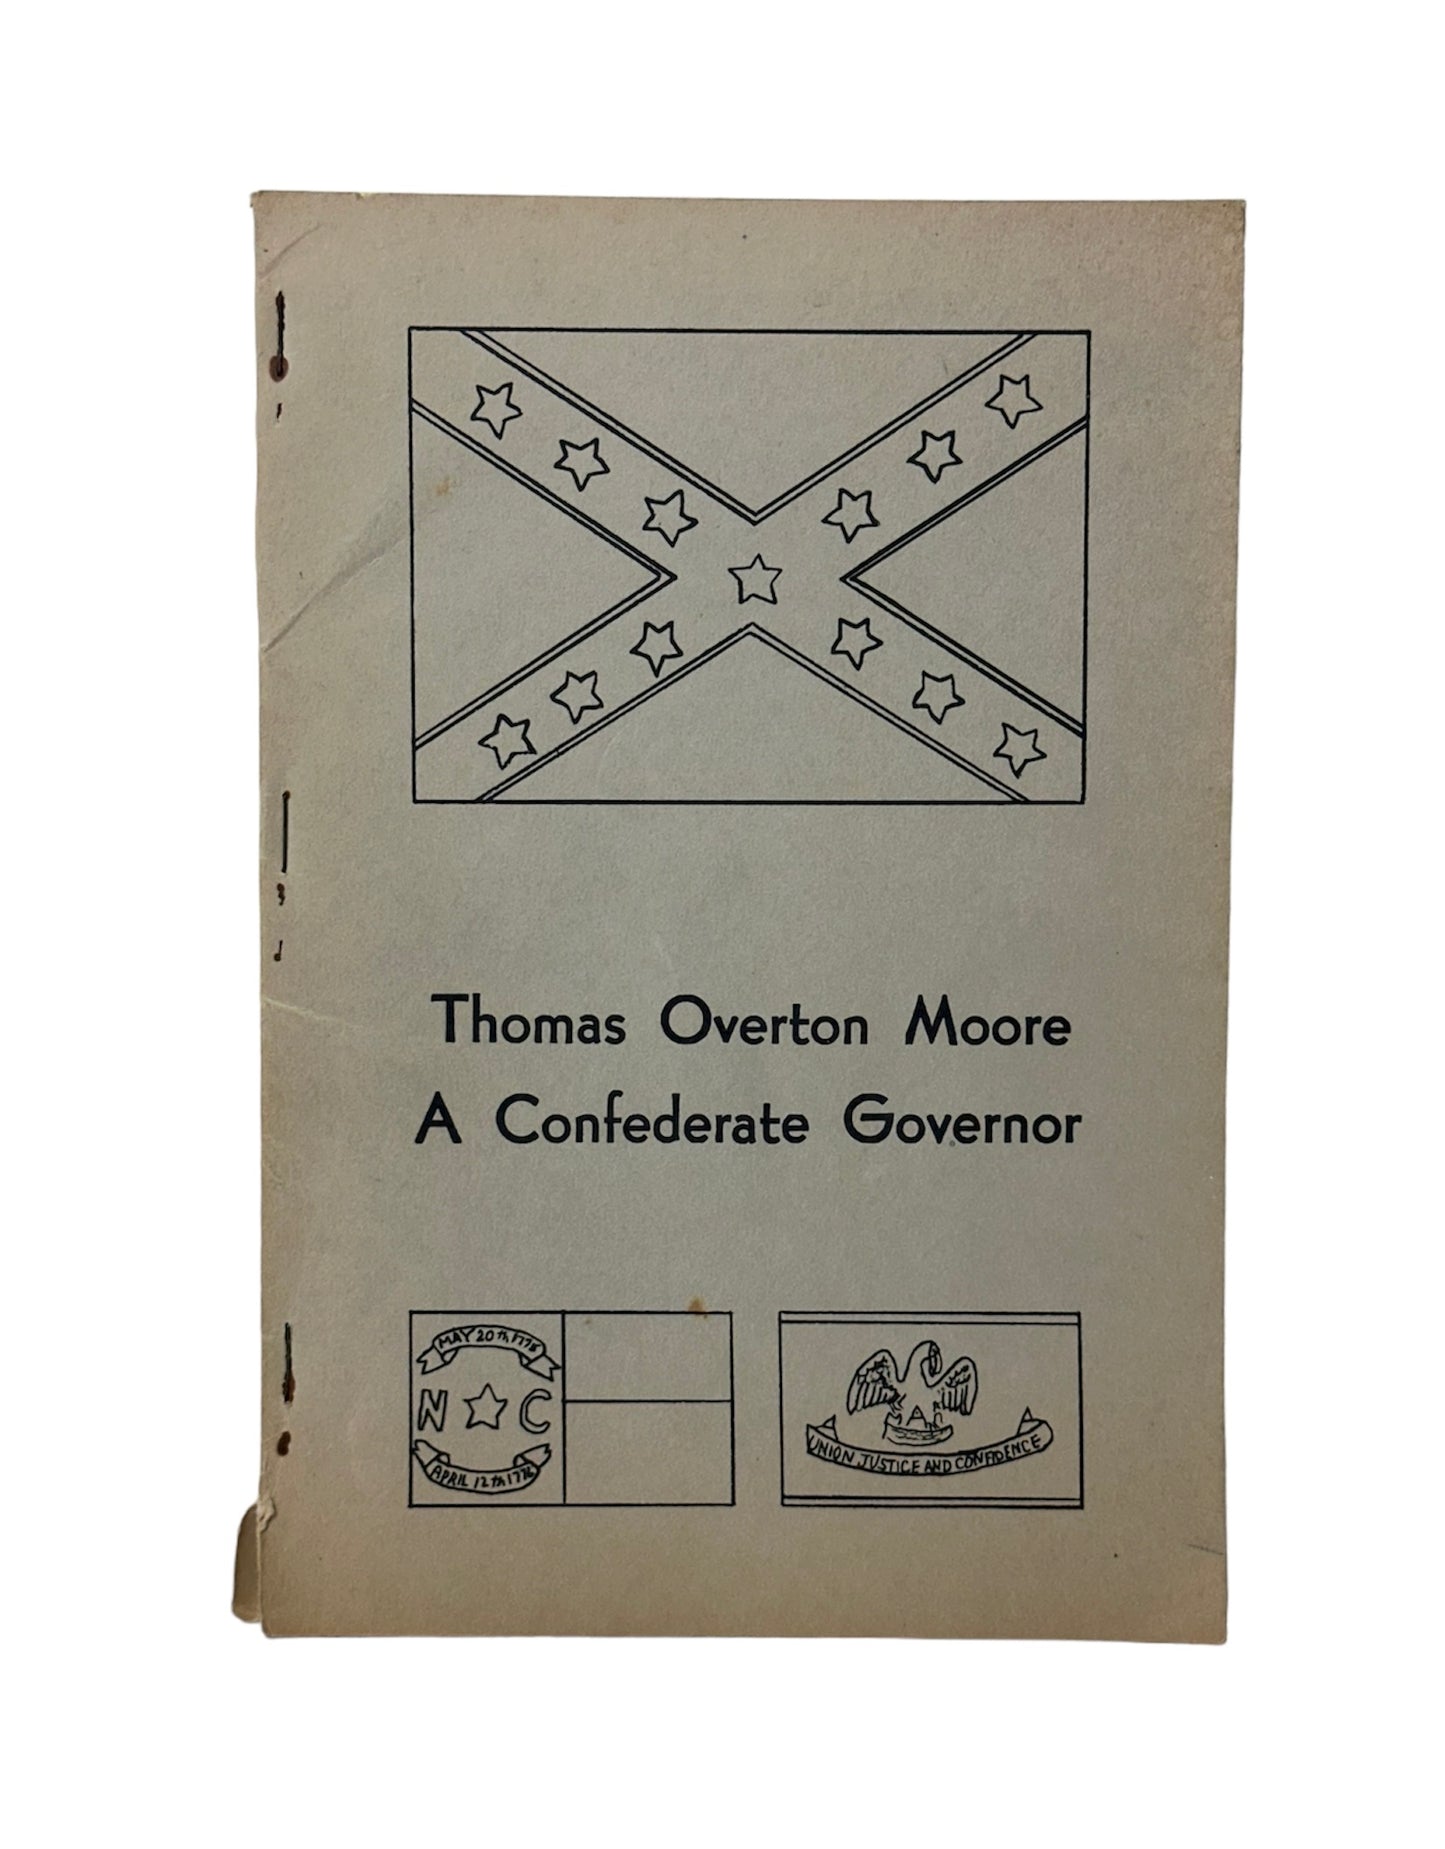 Thomas Overton Moore
A Confederate Governor
MAY 20th 1775
N C
APRIL 12th 1776
UNION JUSTICE AND CONFIDENCE